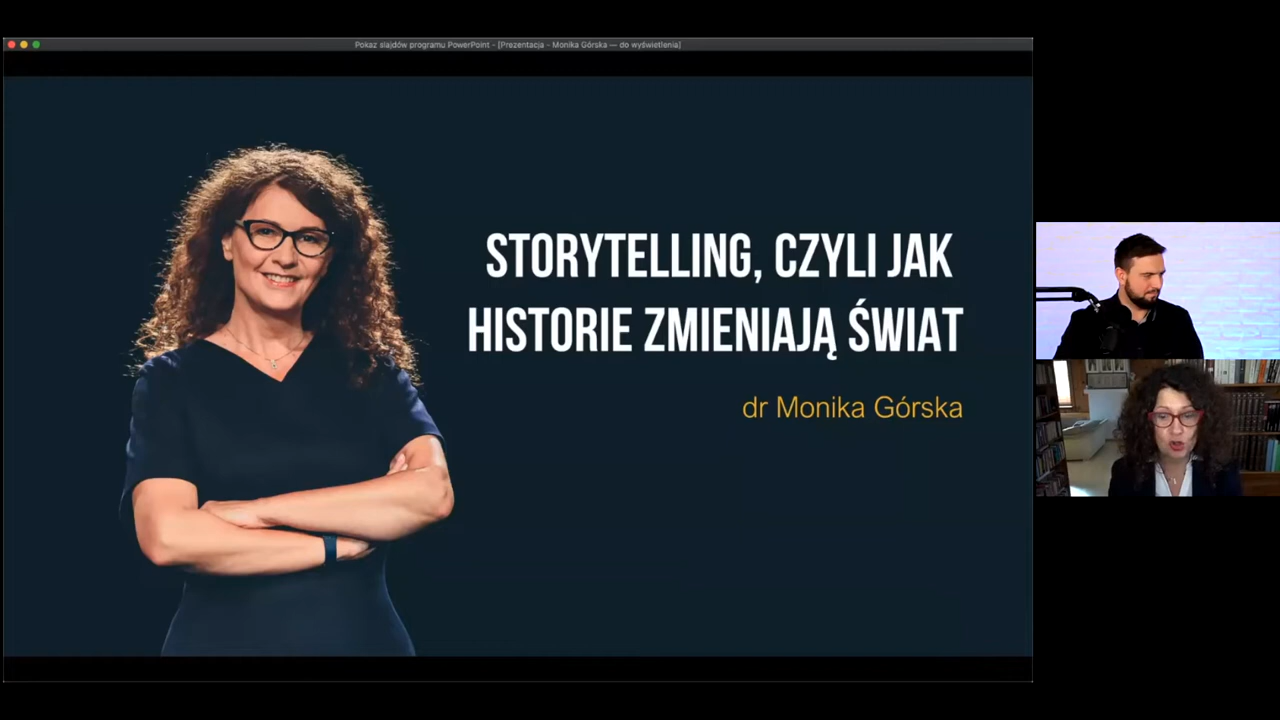 Pokaz slajdów programu PowerPoint - [Prezentacja - Monika Górska — do wyświetlenia]
STORYTELLING, CZYLI JAK
HISTORIE ZMIENIAJĄ ŚWIAT
dr Monika Górska